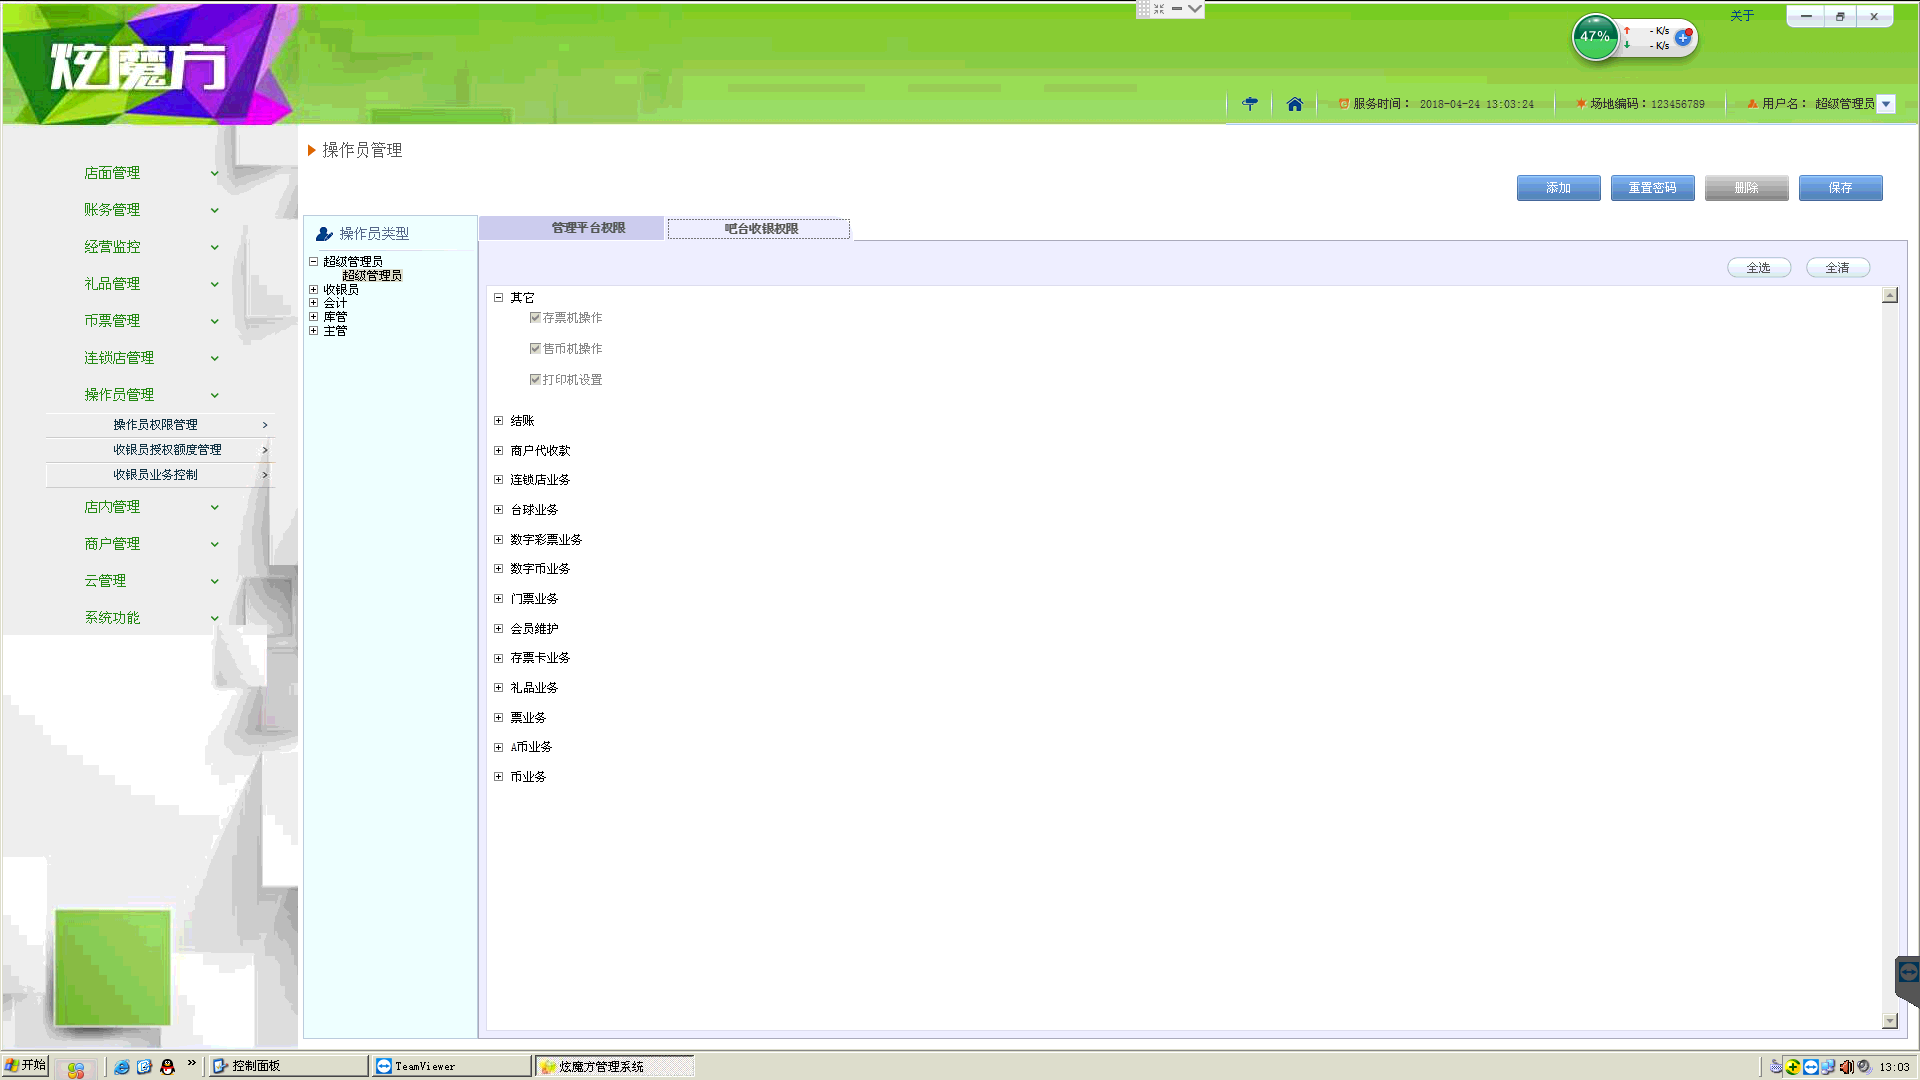 炫魔方
关于
47%
- K/s
- K/s
服务时间： 2018-04-24 13:03:24
场地编码：123456789
用户名： 超级管理员
店面管理
账务管理
经营监控
礼品管理
币票管理
连锁店管理
操作员管理
操作员权限管理
收银员授权额度管理
收银员业务控制
店内管理
商户管理
云管理
系统功能
操作员管理
添加
重置密码
删除
保存
操作员类型
超级管理员
超级管理员
收银员
会计
库管
主管
管理平台权限
吧台收银权限
全选
全清
其它
存票机操作
售币机操作
打印机设置
结账
商户代收款
连锁店业务
台球业务
数字彩票业务
数字币业务
门票业务
会员维护
存票卡业务
礼品业务
票业务
A币业务
币业务
开始
控制面板
TeamViewer
炫魔方管理系统
13:03